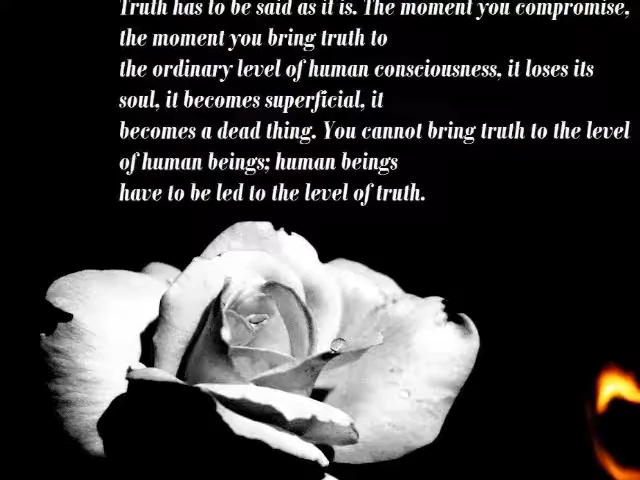 Truth has to be said as it is. The moment you compromise,
the moment you bring truth to
the ordinary level of human consciousness, it loses its
soul, it becomes superficial, it
becomes a dead thing. You cannot bring truth to the level
of human beings; human beings
have to be led to the level of truth.